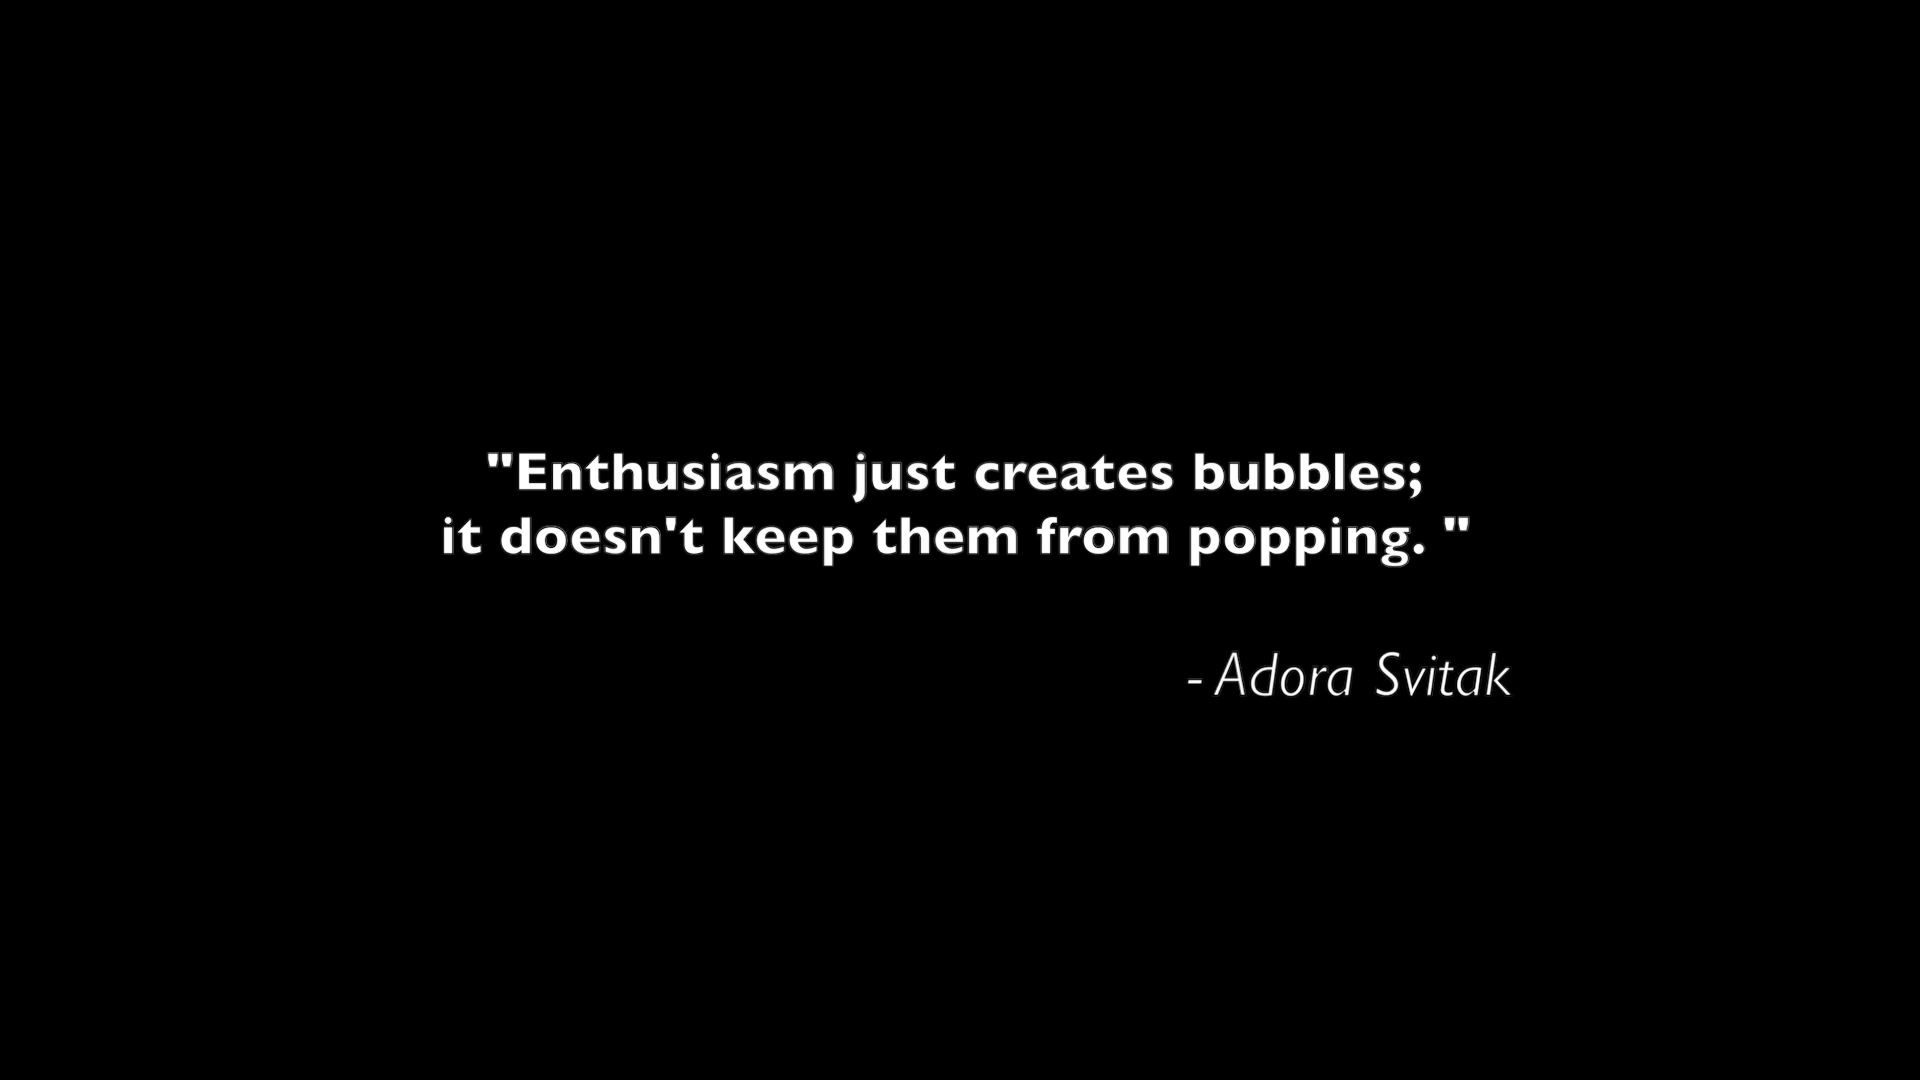 "Enthusiasm just creates bubbles;
it doesn't keep them from popping. "
- Adora Svitak